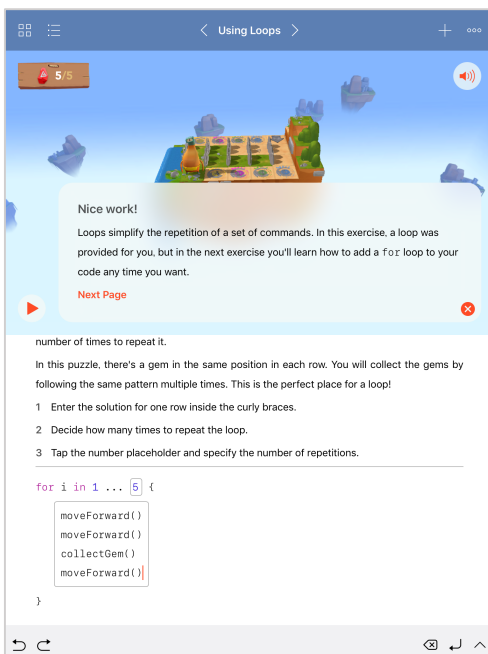 Using Loops
5/5
Nice work!
Loops simplify the repetition of a set of commands. In this exercise, a loop was
provided for you, but in the next exercise you'll learn how to add a for loop to your
code any time you want.
Next Page
number of times to repeat it.
In this puzzle, there's a gem in the same position in each row. You will collect the gems by
following the same pattern multiple times. This is the perfect place for a loop!
1 Enter the solution for one row inside the curly braces.
2 Decide how many times to repeat the loop.
3 Tap the number placeholder and specify the number of repetitions.
for i in 1 ... 5 {
moveForward()
moveForward()
collectGem()
moveForward()
}